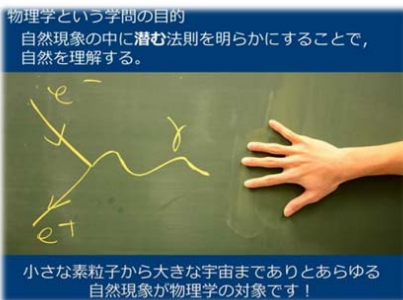 物理学という学問の目的
自然現象の中に潜む法則を明らかにすることで，
自然を理解する。
e⁻
γ
e⁺
小さな素粒子から大きな宇宙までありとあらゆる
自然現象が物理学の対象です！